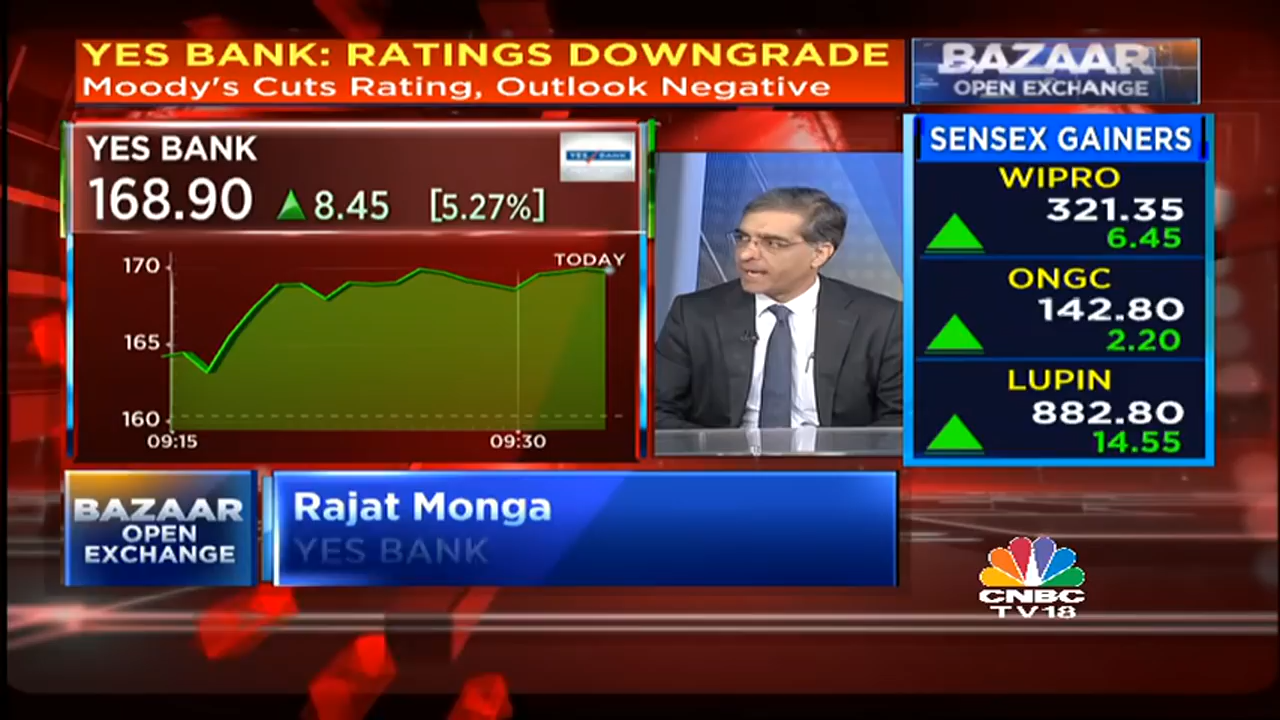 YES BANK: RATINGS DOWNGRADE
Moody's Cuts Rating, Outlook Negative
BAZAAR
OPEN EXCHANGE
YES BANK
168.90 8.45 [5.27%]
YES BANK
TODAY
170
165
160
09:15 09:30
SENSEX GAINERS
WIPRO
321.35
6.45
ONGC
142.80
2.20
LUPIN
882.80
14.55
BAZAAR
OPEN
EXCHANGE
Rajat Monga
YES BANK
CNBC
TV18